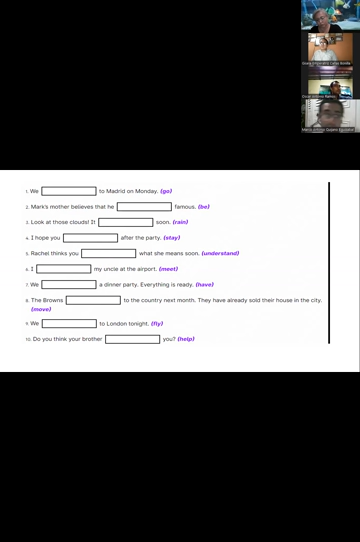 1. We to Madrid on Monday. (go)
2. Mark's mother believes that he famous. (be)
3. Look at those clouds! It soon. (rain)
4. I hope you after the party. (stay)
5. Rachel thinks you what she means soon. (understand)
6. I my uncle at the airport. (meet)
7. We a dinner party. Everything is ready. (have)
8. The Browns to the country next month. They have already sold their house in the city.
(move)
9. We to London tonight. (fly)
10. Do you think your brother you? (help)